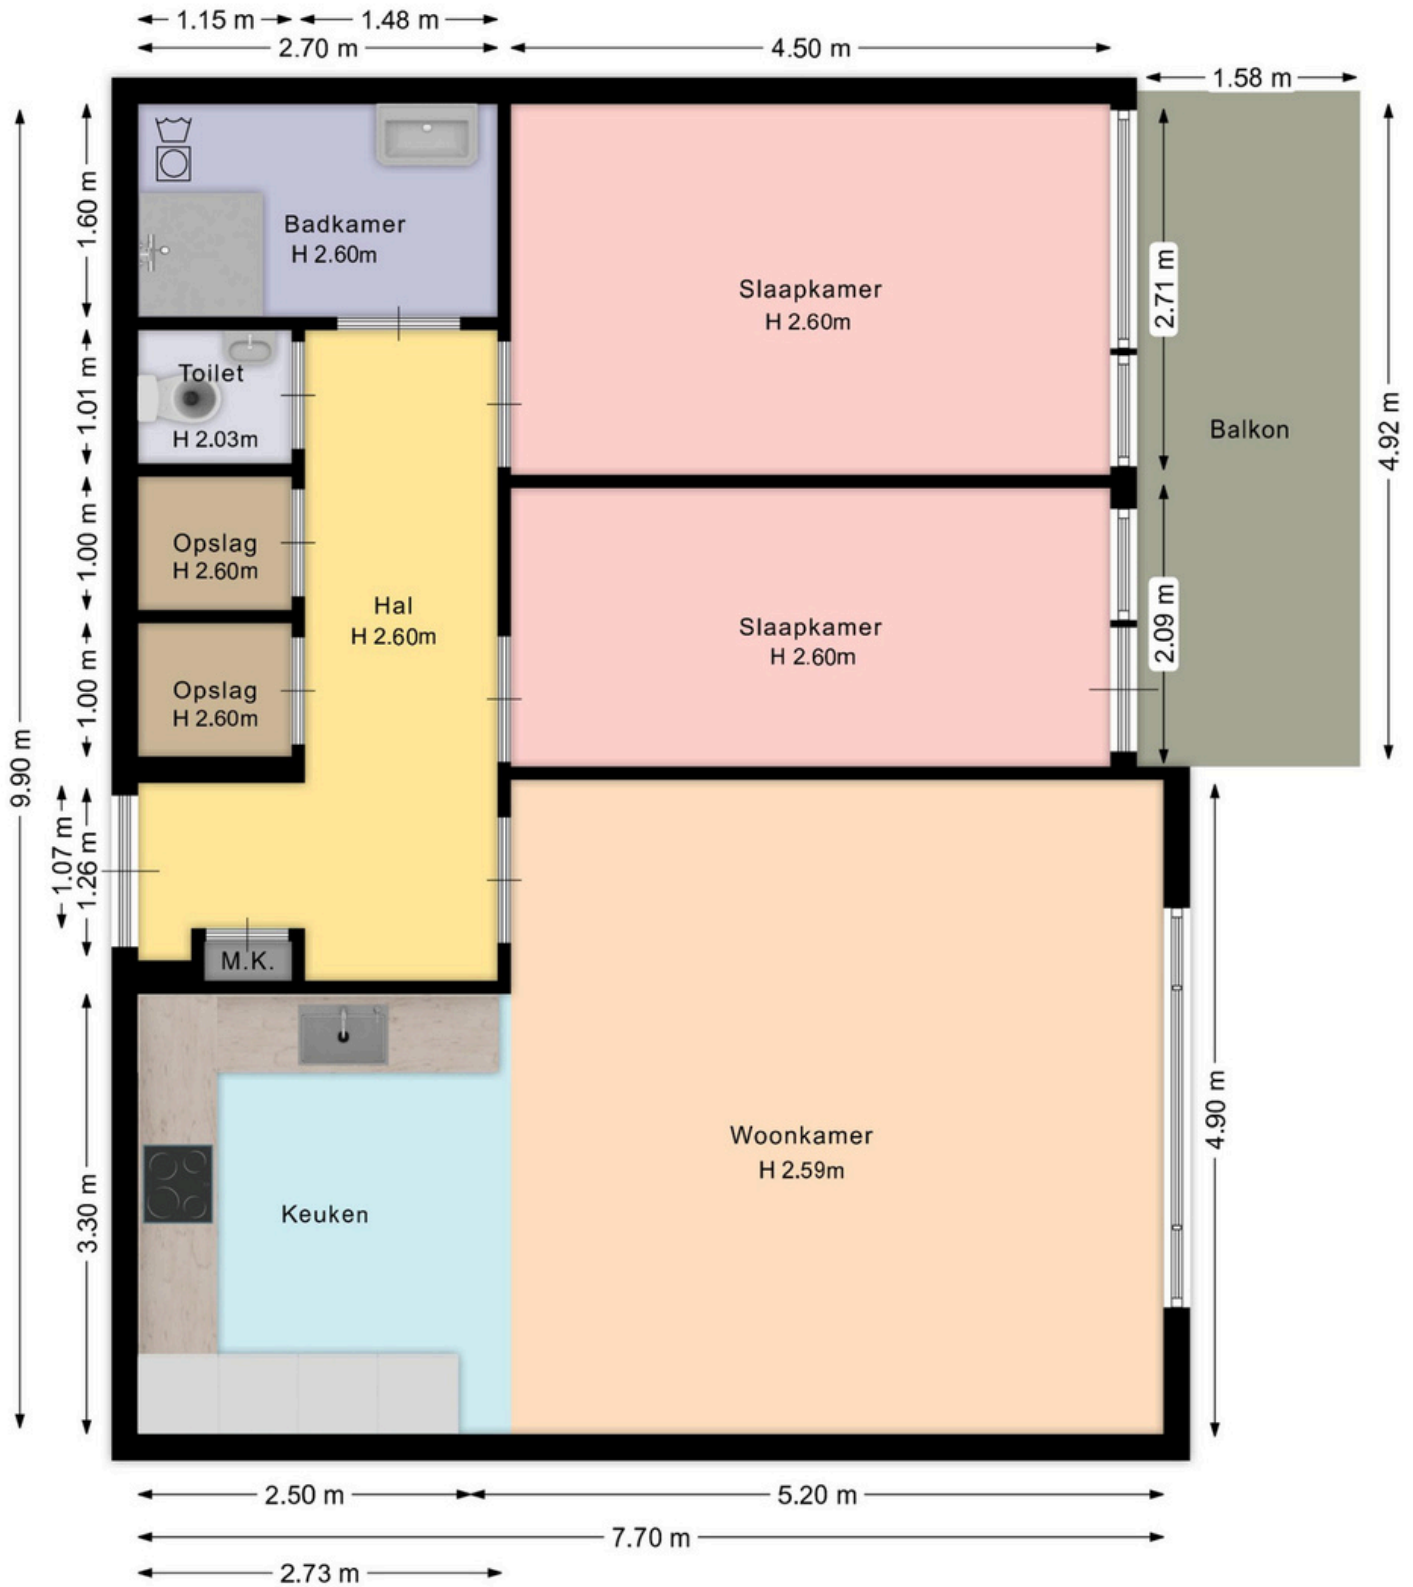 1.15 m
1.48 m
2.70 m
4.50 m
1.58 m
1.60 m
Badkamer
H 2.60m
Slaapkamer
H 2.60m
2.71 m
Balkon
4.92 m
1.01 m
Toilet
H 2.03m
1.00 m
Opslag
H 2.60m
Hal
H 2.60m
Slaapkamer
H 2.60m
2.09 m
1.00 m
Opslag
H 2.60m
9.90 m
1.07 m
1.26 m
M.K.
3.30 m
Keuken
Woonkamer
H 2.59m
4.90 m
2.50 m
5.20 m
7.70 m
2.73 m